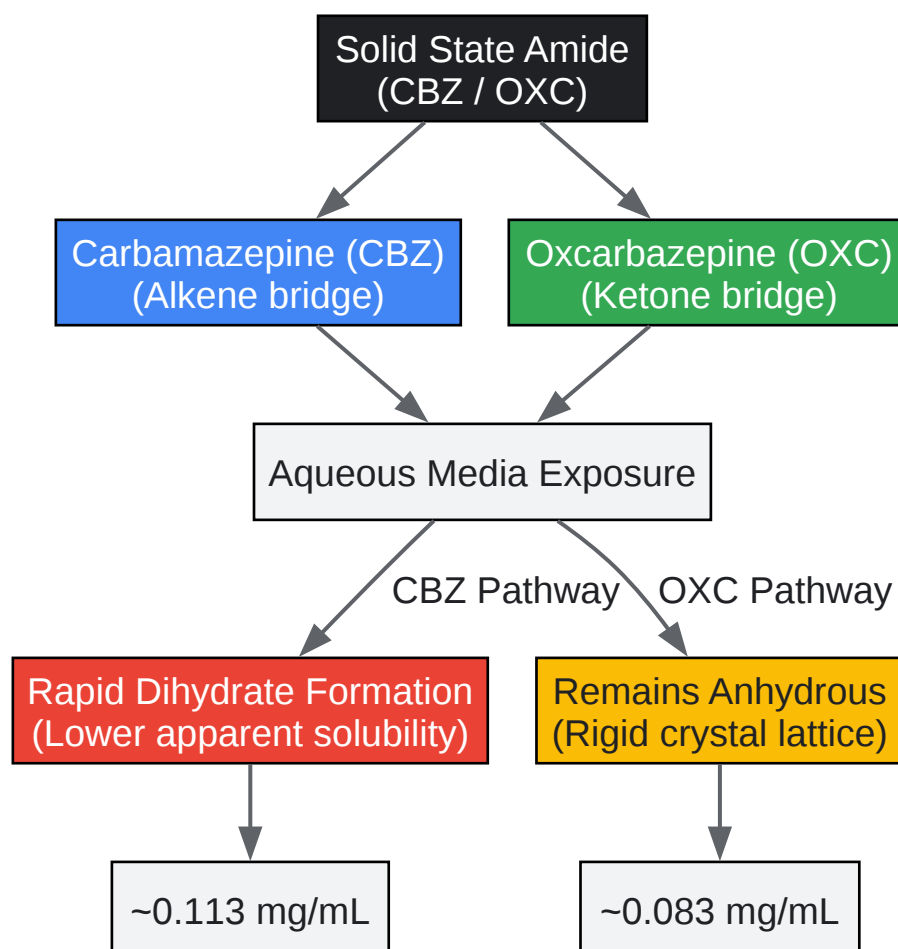 Solid State Amide
(CBZ / OXC)
Carbamazepine (CBZ)
(Alkene bridge)
Oxcarbazepine (OXC)
(Ketone bridge)
Aqueous Media Exposure
CBZ Pathway
OXC Pathway
Rapid Dihydrate Formation
(Lower apparent solubility)
Remains Anhydrous
(Rigid crystal lattice)
~0.113 mg/mL
~0.083 mg/mL